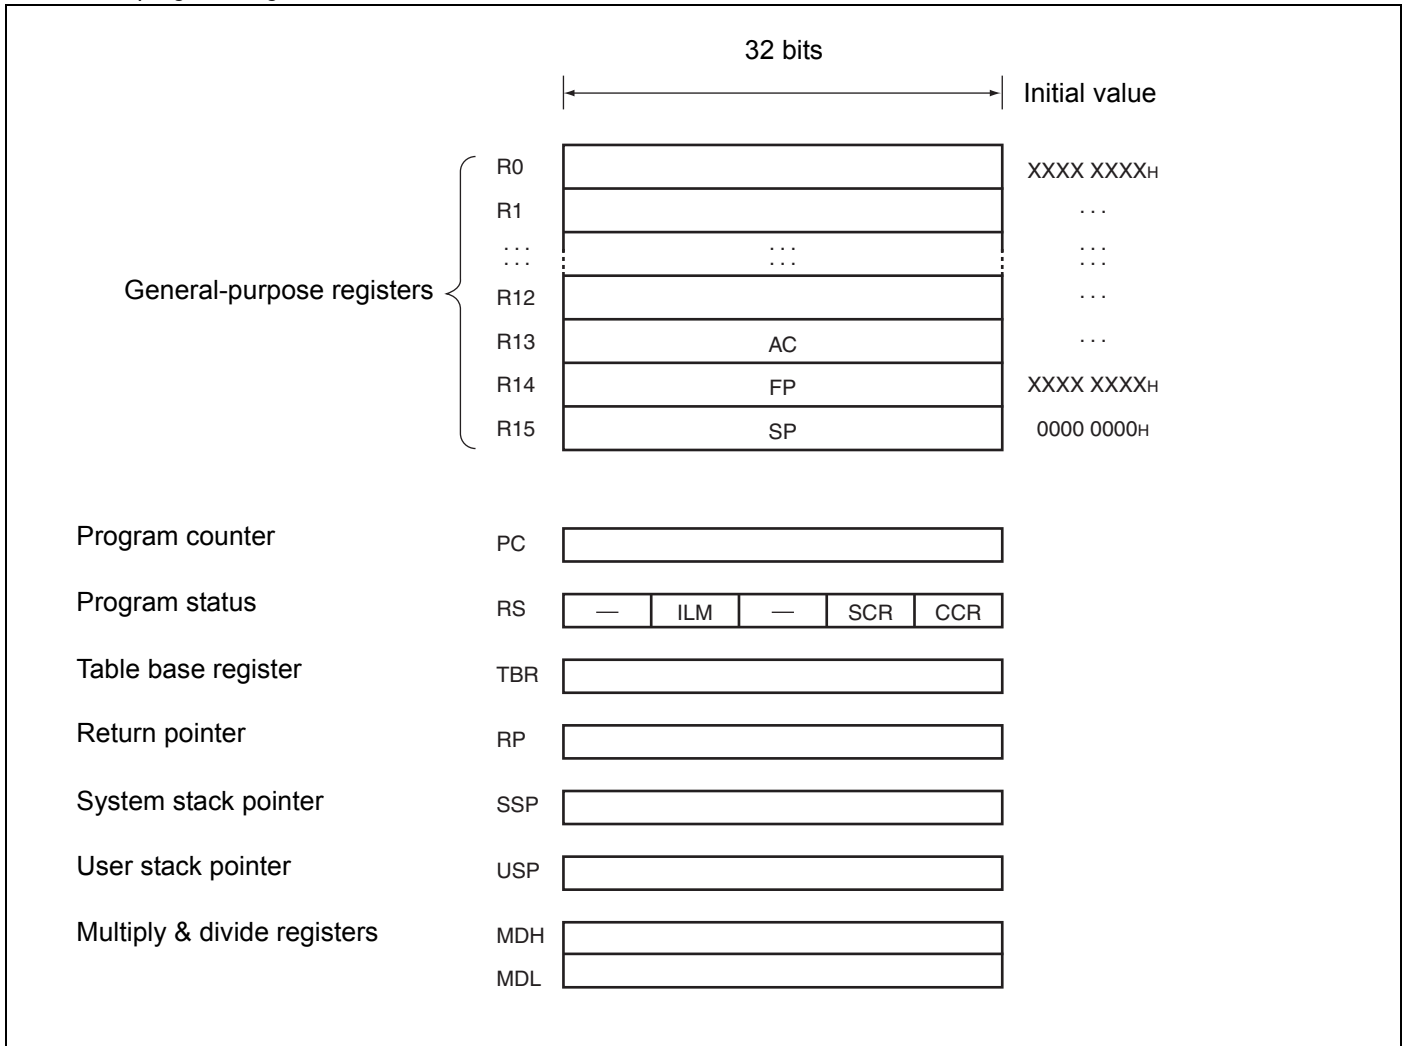 32 bits
Initial value
R0 XXXX XXXXH
R1 ...
... ... ...
... ... ...
General-purpose registers
R12 ...
R13 AC ...
R14 FP XXXX XXXXH
R15 SP 0000 0000H
Program counter PC
Program status RS — ILM — SCR CCR
Table base register TBR
Return pointer RP
System stack pointer SSP
User stack pointer USP
Multiply & divide registers MDH
MDL